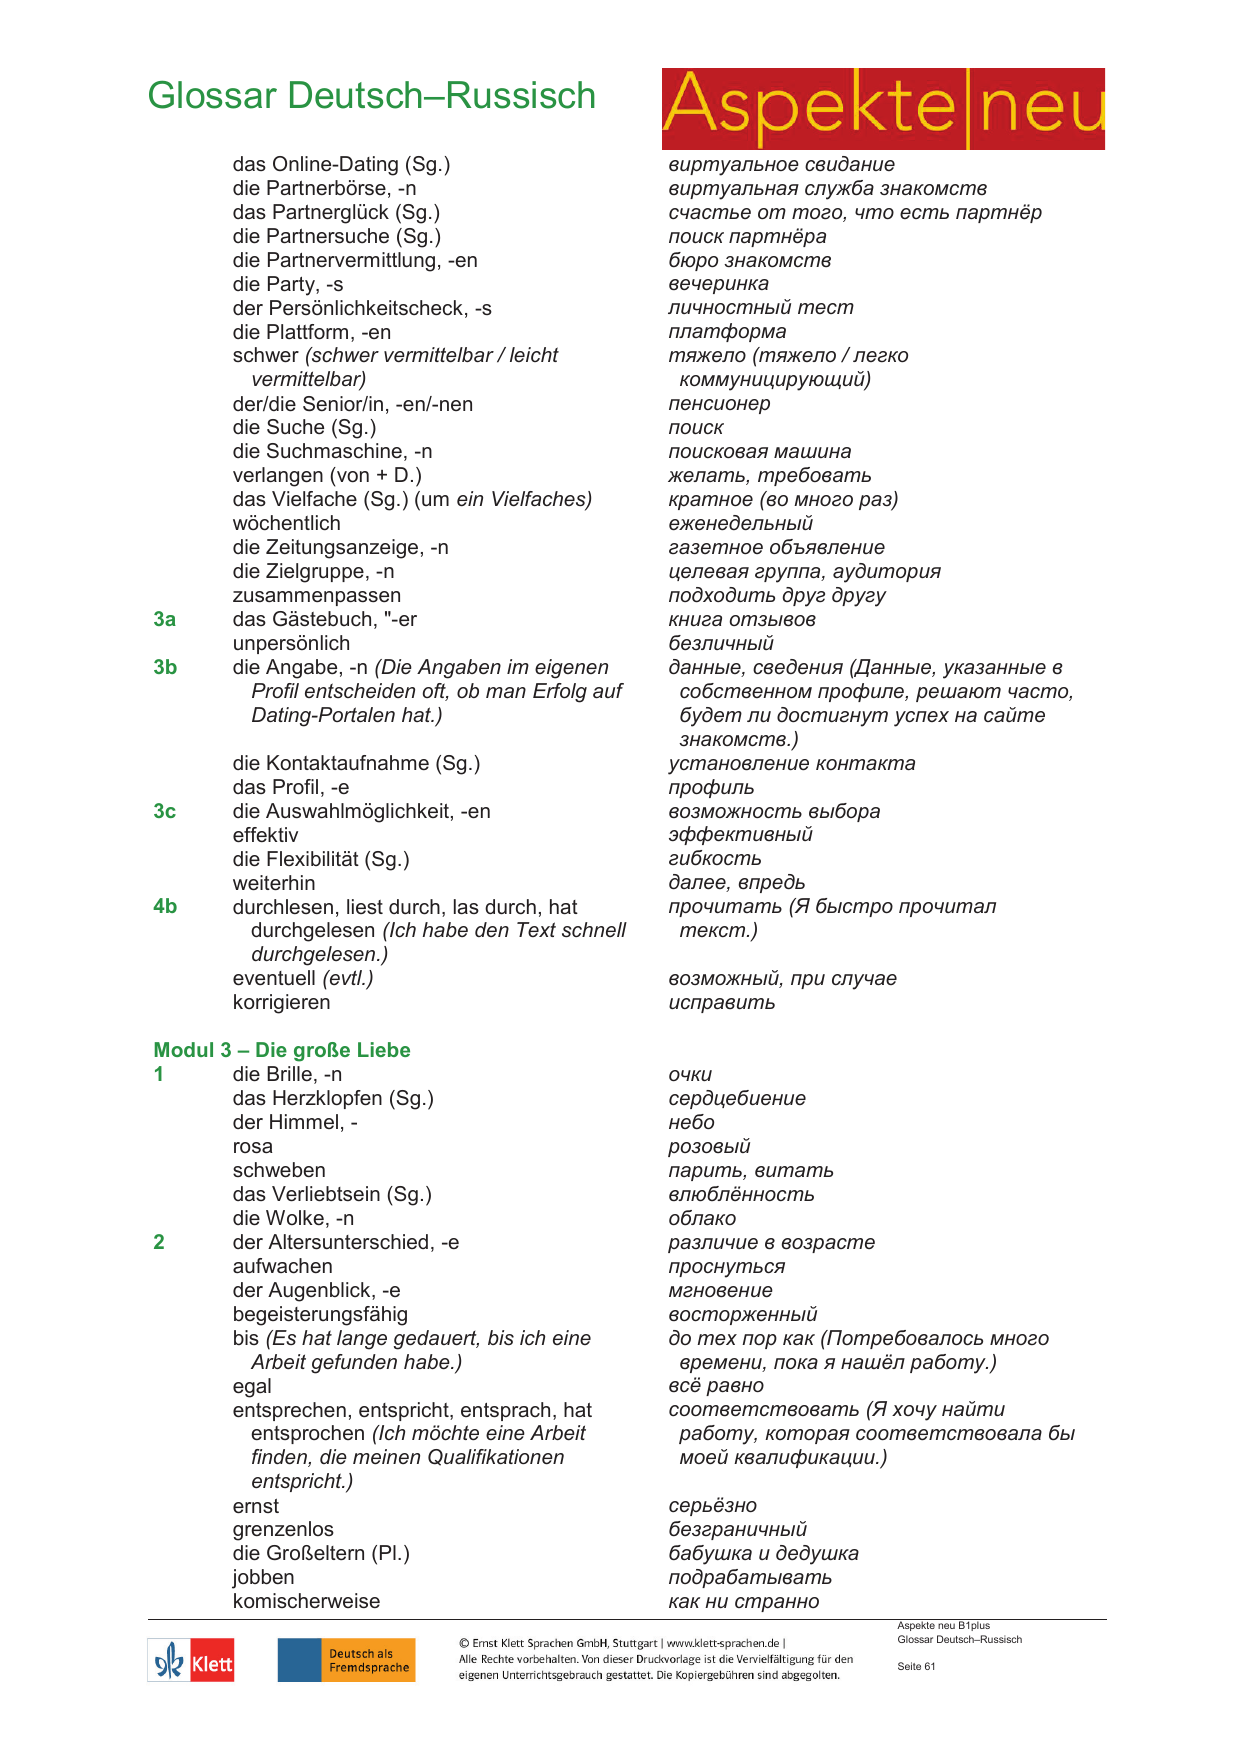 Glossar Deutsch–Russisch
Aspekte|neu
das Online-Dating (Sg.) виртуальное свидание
die Partnerbörse, -n виртуальная служба знакомств
das Partnerglück (Sg.) счастье от того, что есть партнёр
die Partnersuche (Sg.) поиск партнёра
die Partnervermittlung, -en бюро знакомств
die Party, -s вечеринка
der Persönlichkeitscheck, -s личностный тест
die Plattform, -en платформа
schwer (schwer vermittelbar / leicht тяжело (тяжело / легко
vermittelbar) коммуницирующий)
der/die Senior/in, -en/-nen пенсионер
die Suche (Sg.) поиск
die Suchmaschine, -n поисковая машина
verlangen (von + D.) желать, требовать
das Vielfache (Sg.) (um ein Vielfaches) кратное (во много раз)
wöchentlich еженедельный
die Zeitungsanzeige, -n газетное объявление
die Zielgruppe, -n целевая группа, аудитория
zusammenpassen подходить друг другу
3a das Gästebuch, "-er книга отзывов
unpersönlich безличный
3b die Angabe, -n (Die Angaben im eigenen данные, сведения (Данные, указанные в
Profil entscheiden oft, ob man Erfolg auf собственном профиле, решают часто,
Dating-Portalen hat.) будет ли достигнут успех на сайте
знакомств.)
die Kontaktaufnahme (Sg.) установление контакта
das Profil, -e профиль
3c die Auswahlmöglichkeit, -en возможность выбора
effektiv эффективный
die Flexibilität (Sg.) гибкость
weiterhin далее, впредь
4b durchlesen, liest durch, las durch, hat прочитать (Я быстро прочитал
durchgelesen (Ich habe den Text schnell текст.)
durchgelesen.)
eventuell (evtl.) возможный, при случае
korrigieren исправить
Modul 3 – Die große Liebe
1 die Brille, -n очки
das Herzklopfen (Sg.) сердцебиение
der Himmel, - небо
rosa розовый
schweben парить, витать
das Verliebtsein (Sg.) влюблённость
die Wolke, -n облако
2 der Altersunterschied, -e различие в возрасте
aufwachen проснуться
der Augenblick, -e мгновение
begeisterungsfähig восторженный
bis (Es hat lange gedauert, bis ich eine до тех пор как (Потребовалось много
Arbeit gefunden habe.) времени, пока я нашёл работу.)
egal всё равно
entsprechen, entspricht, entsprach, hat соответствовать (Я хочу найти
entsprochen (Ich möchte eine Arbeit работу, которая соответствовала бы
finden, die meinen Qualifikationen моей квалификации.)
entspricht.)
ernst серьёзно
grenzenlos безграничный
die Großeltern (Pl.) бабушка и дедушка
jobben подрабатывать
komischerweise как ни странно
Klett
Deutsch als
Fremdsprache
© Ernst Klett Sprachen GmbH, Stuttgart | www.klett-sprachen.de |
Alle Rechte vorbehalten. Von dieser Druckvorlage ist die Vervielfältigung für den
eigenen Unterrichtsgebrauch gestattet. Die Kopiergebühren sind abgegolten.
Aspekte neu B1plus
Glossar Deutsch–Russisch
Seite 61